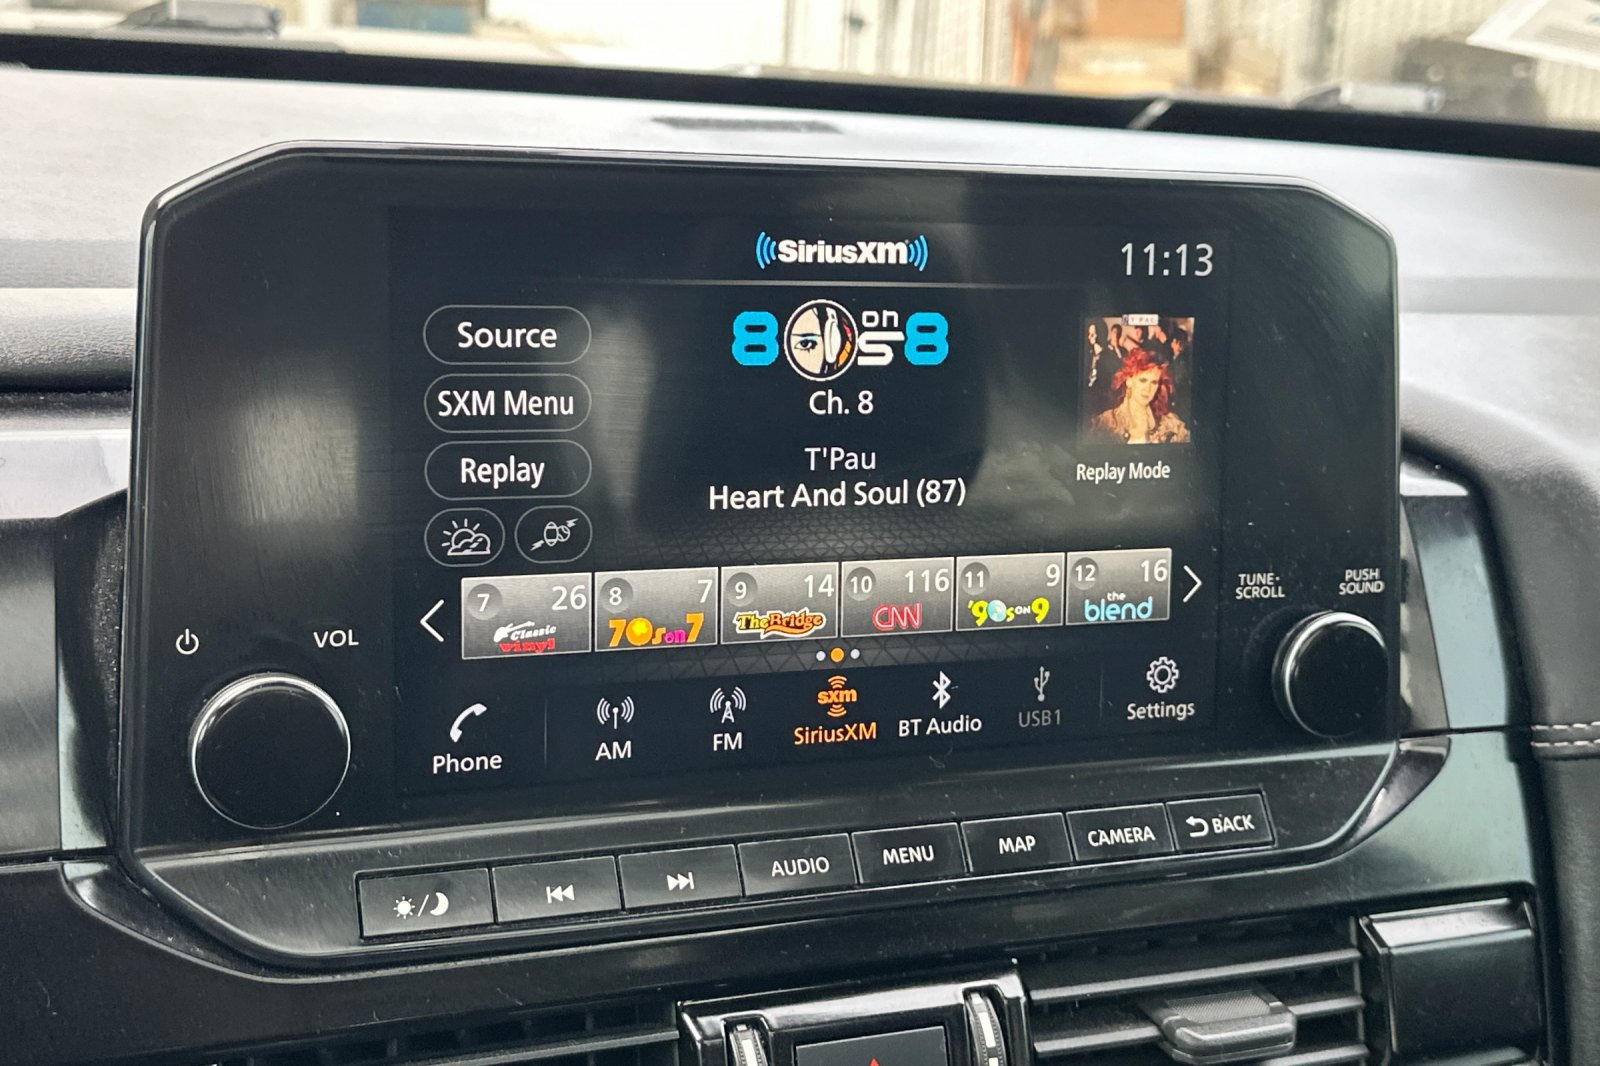 SiriusXM
11:13
8 on 8
0s
Ch. 8
T'Pau
Heart And Soul (87)
T'PAU
Replay Mode
Source
SXM Menu
Replay
7 26
Classic
vinyl
8 7
70s on 7
9 14
The Bridge
10 116
CNN
11 9
'90s ON 9
12 16
the
blend
TUNE·
SCROLL
PUSH
SOUND
VOL
Phone
AM
FM
sxm
SiriusXM
BT Audio
USB1
Settings
AUDIO
MENU
MAP
CAMERA
BACK